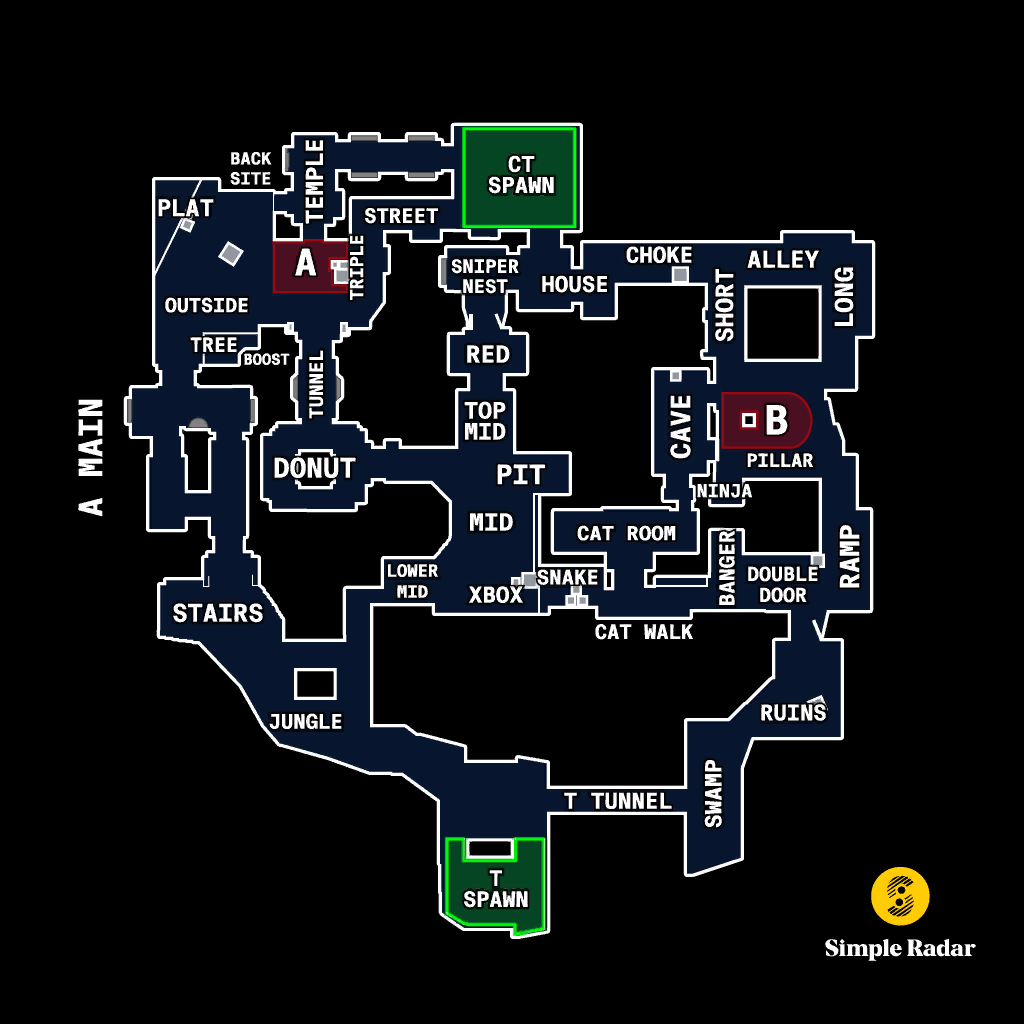 CT
SPAWN
BACK
SITE
TEMPLE
PLAT
STREET
A
TRIPLE
OUTSIDE
TREE
BOOST
TUNNEL
SNIPER
NEST
HOUSE
CHOKE
ALLEY
SHORT
LONG
RED
TOP
MID
CAVE
B
PILLAR
A MAIN
DONUT
PIT
NINJA
MID
CAT ROOM
BANGER
RAMP
LOWER
MID
XBOX
SNAKE
DOUBLE
DOOR
STAIRS
CAT WALK
JUNGLE
RUINS
T TUNNEL
SWAMP
T
SPAWN
S
Simple Radar